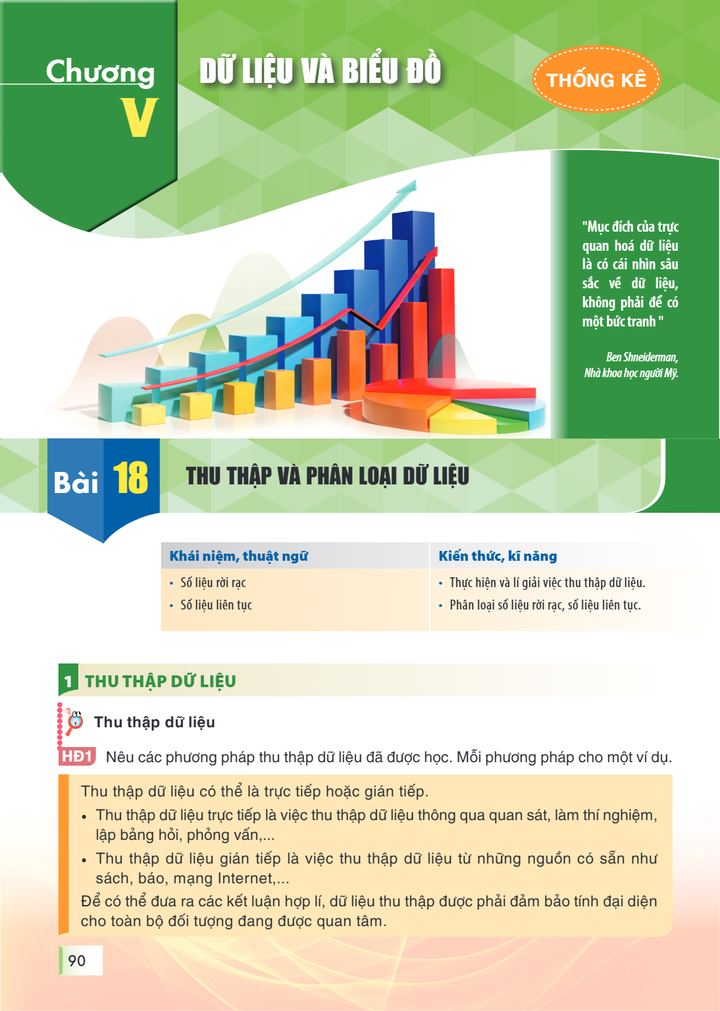 Chương
V
DỮ LIỆU VÀ BIỂU ĐỒ
THỐNG KÊ
"Mục đích của trực
quan hoá dữ liệu
là có cái nhìn sâu
sắc về dữ liệu,
không phải để có
một bức tranh "
Ben Shneiderman,
Nhà khoa học người Mỹ.
Bài 18
THU THẬP VÀ PHÂN LOẠI DỮ LIỆU
Khái niệm, thuật ngữ
• Số liệu rời rạc
• Số liệu liên tục
Kiến thức, kĩ năng
• Thực hiện và lí giải việc thu thập dữ liệu.
• Phân loại số liệu rời rạc, số liệu liên tục.
1 THU THẬP DỮ LIỆU
Thu thập dữ liệu
HĐ1 Nêu các phương pháp thu thập dữ liệu đã được học. Mỗi phương pháp cho một ví dụ.
Thu thập dữ liệu có thể là trực tiếp hoặc gián tiếp.
• Thu thập dữ liệu trực tiếp là việc thu thập dữ liệu thông qua quan sát, làm thí nghiệm,
lập bảng hỏi, phỏng vấn,...
• Thu thập dữ liệu gián tiếp là việc thu thập dữ liệu từ những nguồn có sẵn như
sách, báo, mạng Internet,...
Để có thể đưa ra các kết luận hợp lí, dữ liệu thu thập được phải đảm bảo tính đại diện
cho toàn bộ đối tượng đang được quan tâm.
90